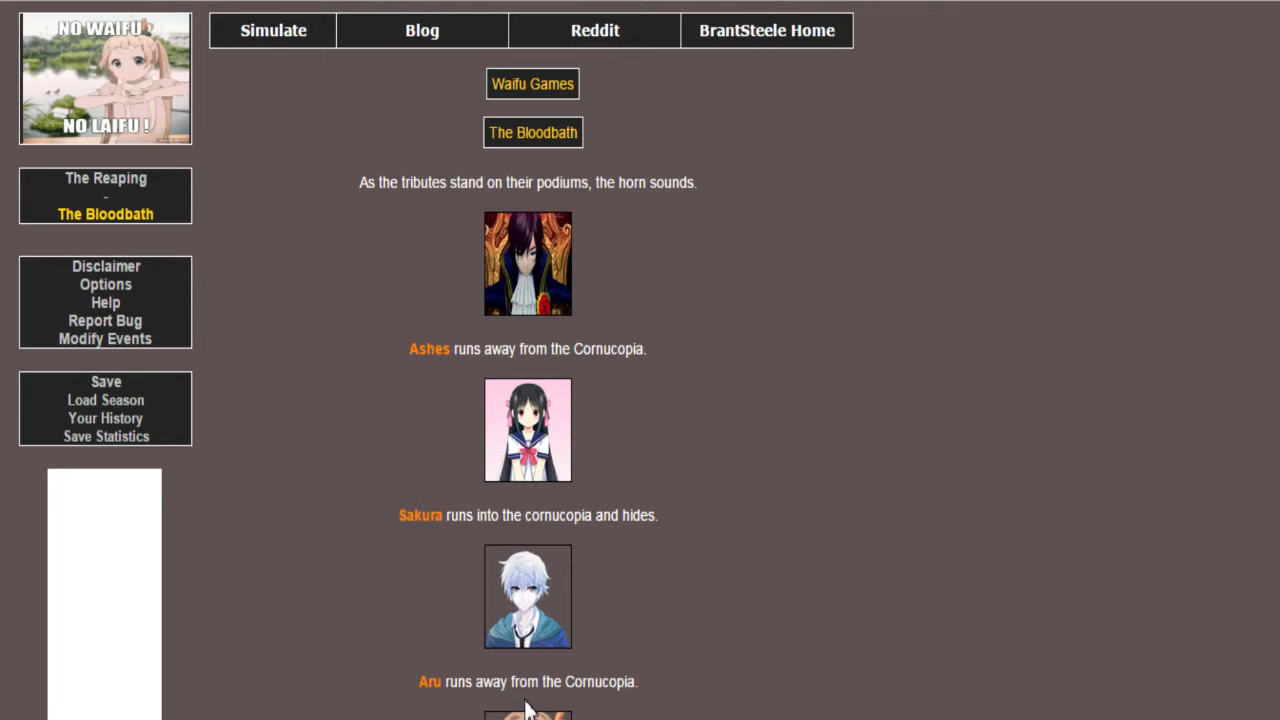 NO WAIFU
NO LAIFU !
Simulate
Blog
Reddit
BrantSteele Home
The Reaping
-
The Bloodbath
Disclaimer
Options
Help
Report Bug
Modify Events
Save
Load Season
Your History
Save Statistics
Waifu Games
The Bloodbath
As the tributes stand on their podiums, the horn sounds.
Ashes runs away from the Cornucopia.
Sakura runs into the cornucopia and hides.
Aru runs away from the Cornucopia.